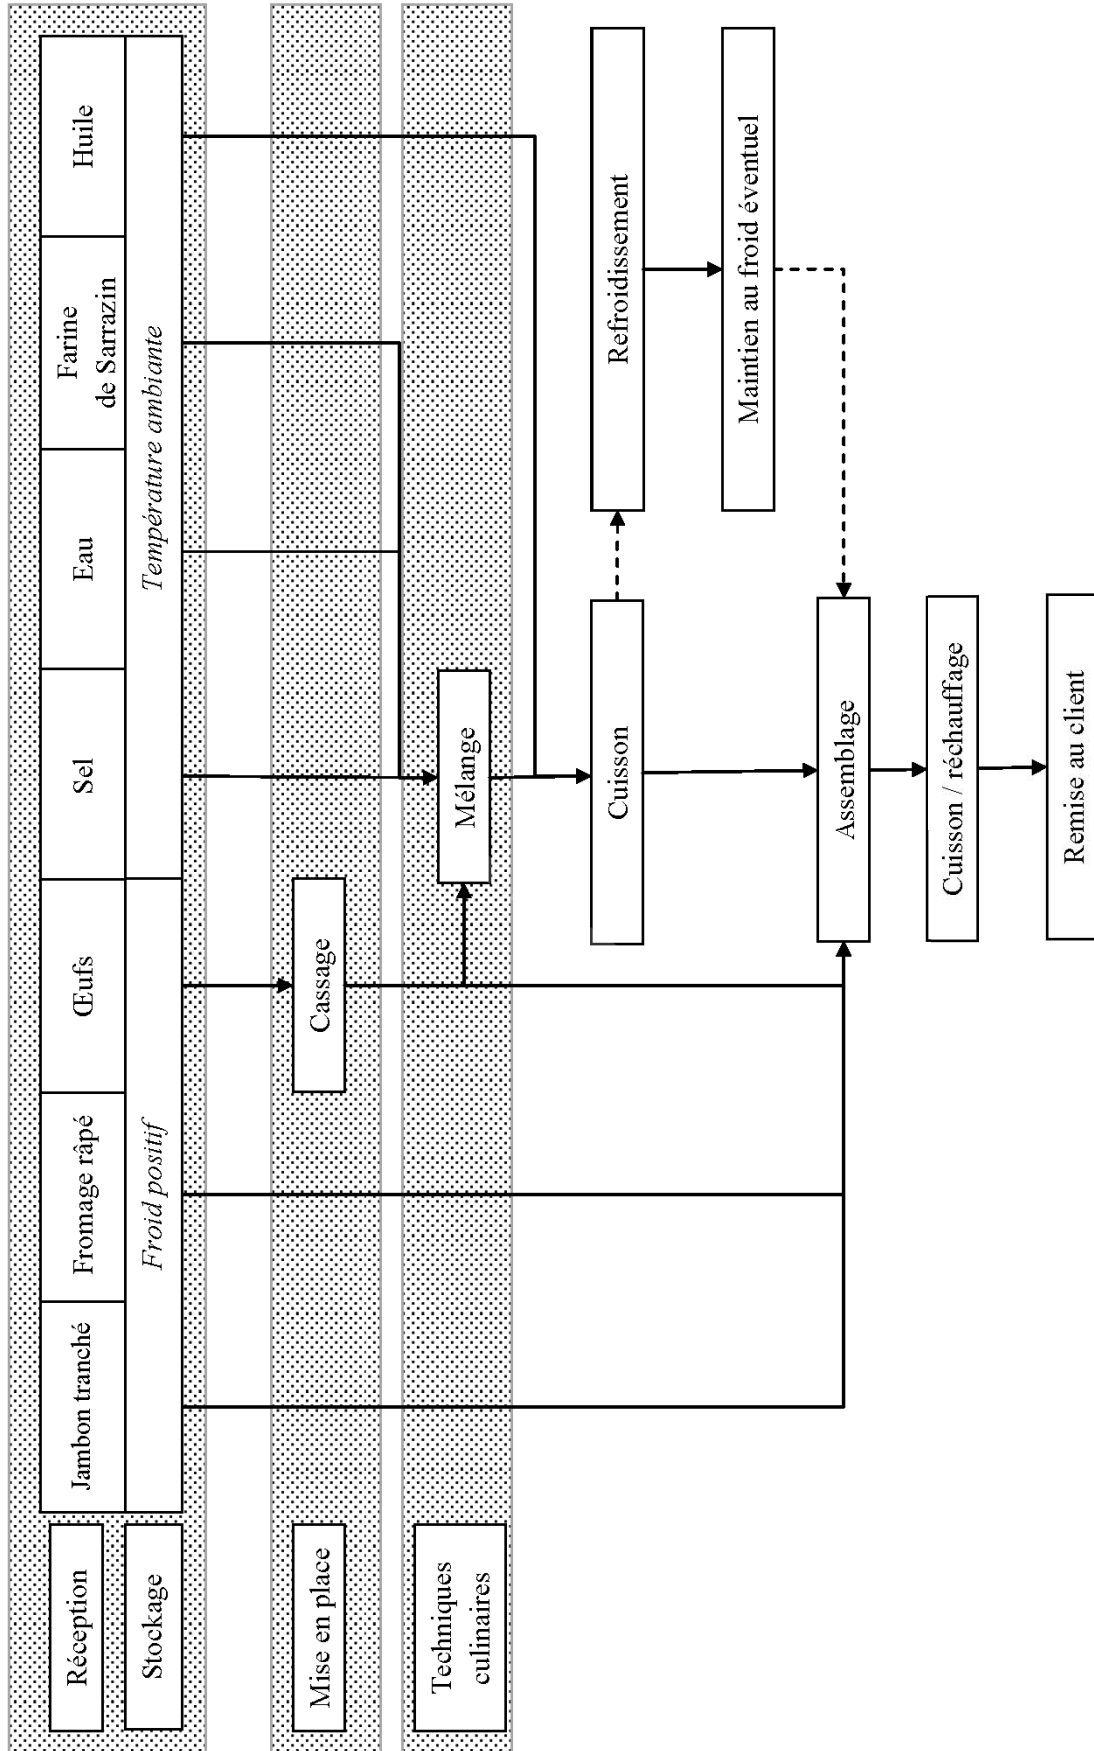 Réception
Jambon tranché
Fromage râpé
Œufs
Sel
Eau
Farine
de Sarrazin
Huile
Stockage
Froid positif
Température ambiante
Mise en place
Cassage
Techniques
culinaires
Mélange
Cuisson
Refroidissement
Maintien au froid éventuel
Assemblage
Cuisson / réchauffage
Remise au client